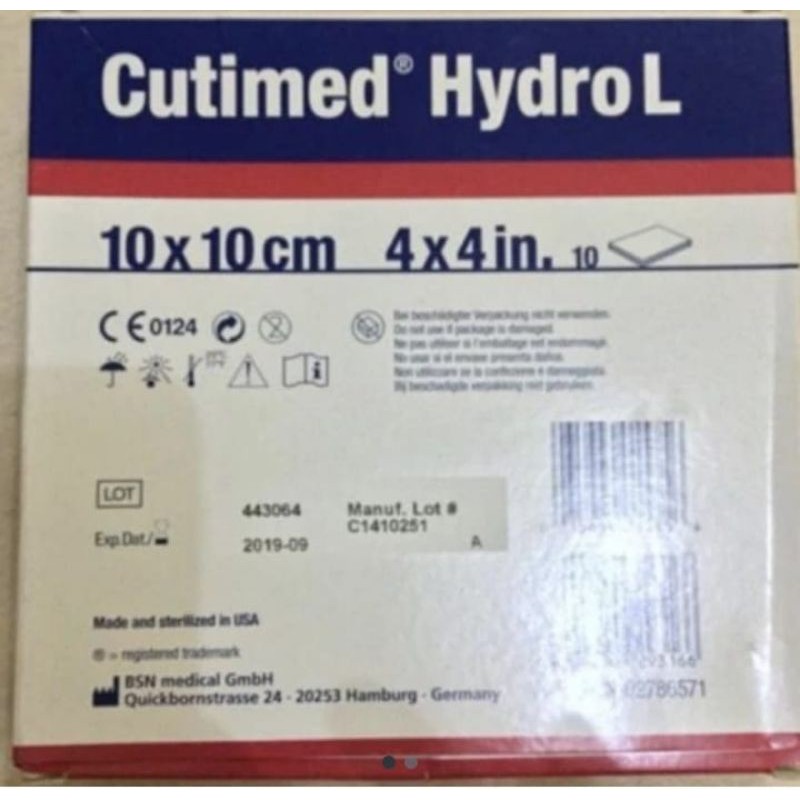 Cutimed® Hydro L
10 x 10 cm 4 x 4 in. 10
CE 0124
Bei beschädigter Verpackung nicht verwenden.
Do not use if package is damaged.
Ne pas utiliser si l'emballage est endommagé.
No usar si el envase presenta daños.
Non utilizzare se la confezione è danneggiata.
Bij beschadigde verpakking niet gebruiken.
LOT 443064 Manuf. Lot #
C1410251
Exp.Dat./ 2019-09 A
Made and sterilized in USA
® = registered trademark
BSN medical GmbH
Quickbornstrasse 24 - 20253 Hamburg - Germany
02786571